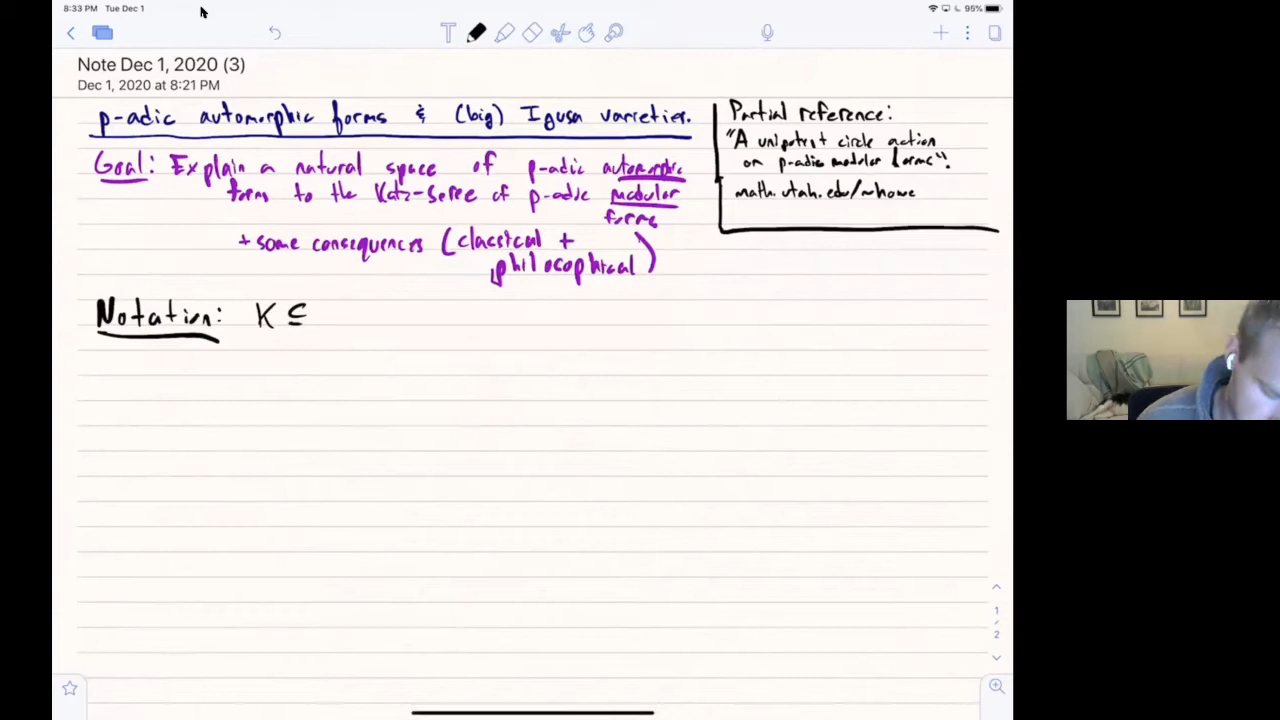 8:33 PM Tue Dec 1
95%
Note Dec 1, 2020 (3)
Dec 1, 2020 at 8:21 PM
p-adic automorphic forms & (big) Igusa varieties.
Goal: Explain a natural space of p-adic automorphic
form to the Katz-Serre of p-adic modular
forms
+ some consequences (classical +
philosophical)
Partial reference:
"A unipotent circle action
on p-adic modular forms".
math.utah.edu/~howe
Notation: K ⊆
1
/
2